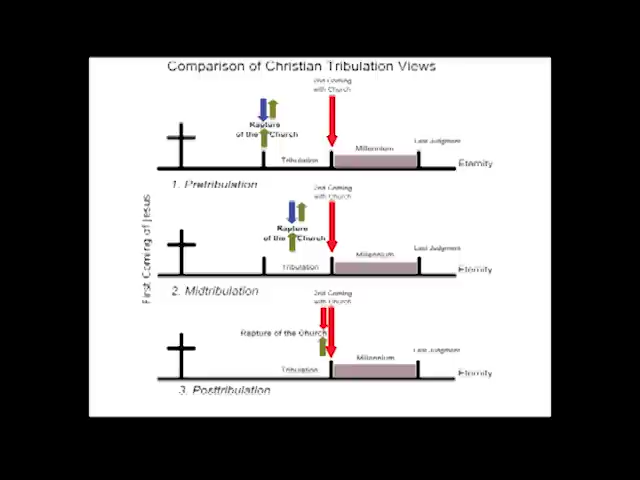 Comparison of Christian Tribulation Views
2nd Coming
with Church
Rapture
of the Church
Tribulation
Millennium
Last Judgment
Eternity
1. Pretribulation
First Coming of Jesus
2nd Coming
with Church
Rapture
of the Church
Tribulation
Millennium
Last Judgment
Eternity
2. Midtribulation
2nd Coming
with Church
Rapture of the Church
Tribulation
Millennium
Last Judgment
Eternity
3. Posttribulation